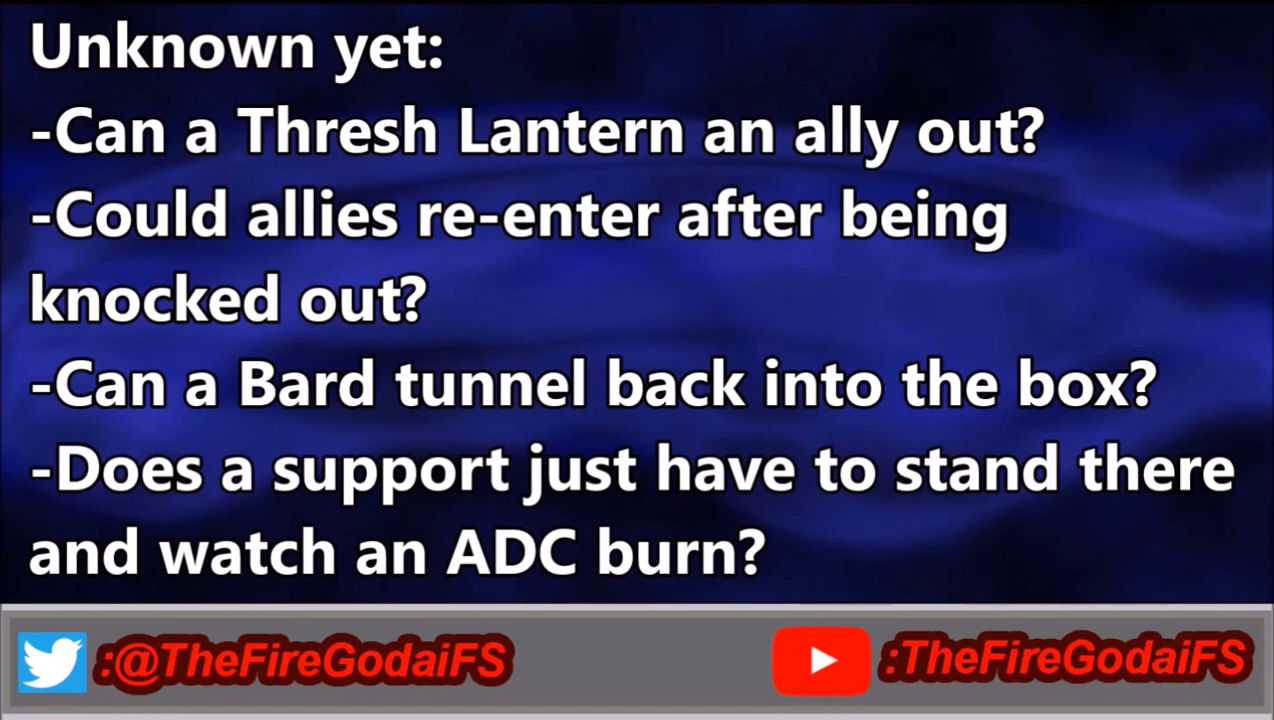 Unknown yet:
-Can a Thresh Lantern an ally out?
-Could allies re-enter after being
knocked out?
-Can a Bard tunnel back into the box?
-Does a support just have to stand there
and watch an ADC burn?
:@TheFireGodaiFS
:TheFireGodaiFS